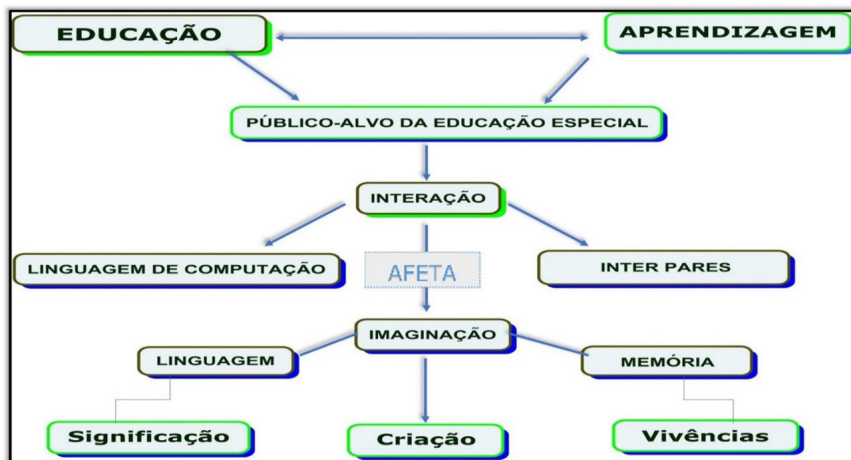 EDUCAÇÃO
APRENDIZAGEM
PÚBLICO-ALVO DA EDUCAÇÃO ESPECIAL
INTERAÇÃO
LINGUAGEM DE COMPUTAÇÃO
AFETA
INTER PARES
IMAGINAÇÃO
LINGUAGEM
MEMÓRIA
Significação
Criação
Vivências